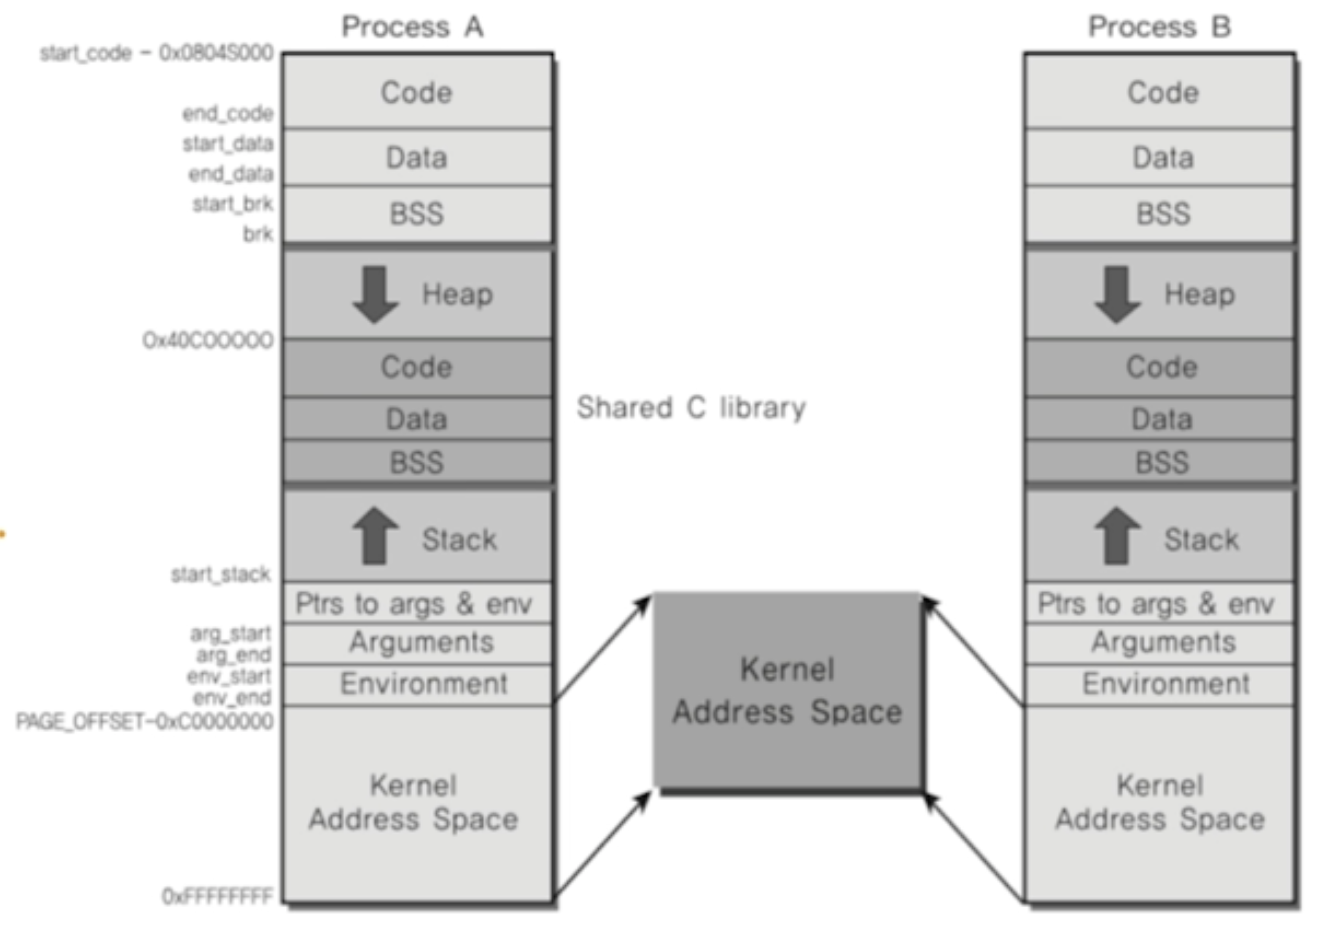 Process A
Process B
start_code - 0x0804S000
Code
Code
end_code
start_data
Data
Data
end_data
start_brk
BSS
BSS
brk
Heap
Heap
0x40C00000
Code
Code
Shared C library
Data
Data
BSS
BSS
Stack
Stack
start_stack
Ptrs to args & env
Ptrs to args & env
arg_start
Arguments
Arguments
arg_end
env_start
Environment
Environment
env_end
Kernel
Address Space
PAGE_OFFSET-0xC0000000
Kernel
Address Space
Kernel
Address Space
0xFFFFFFFF